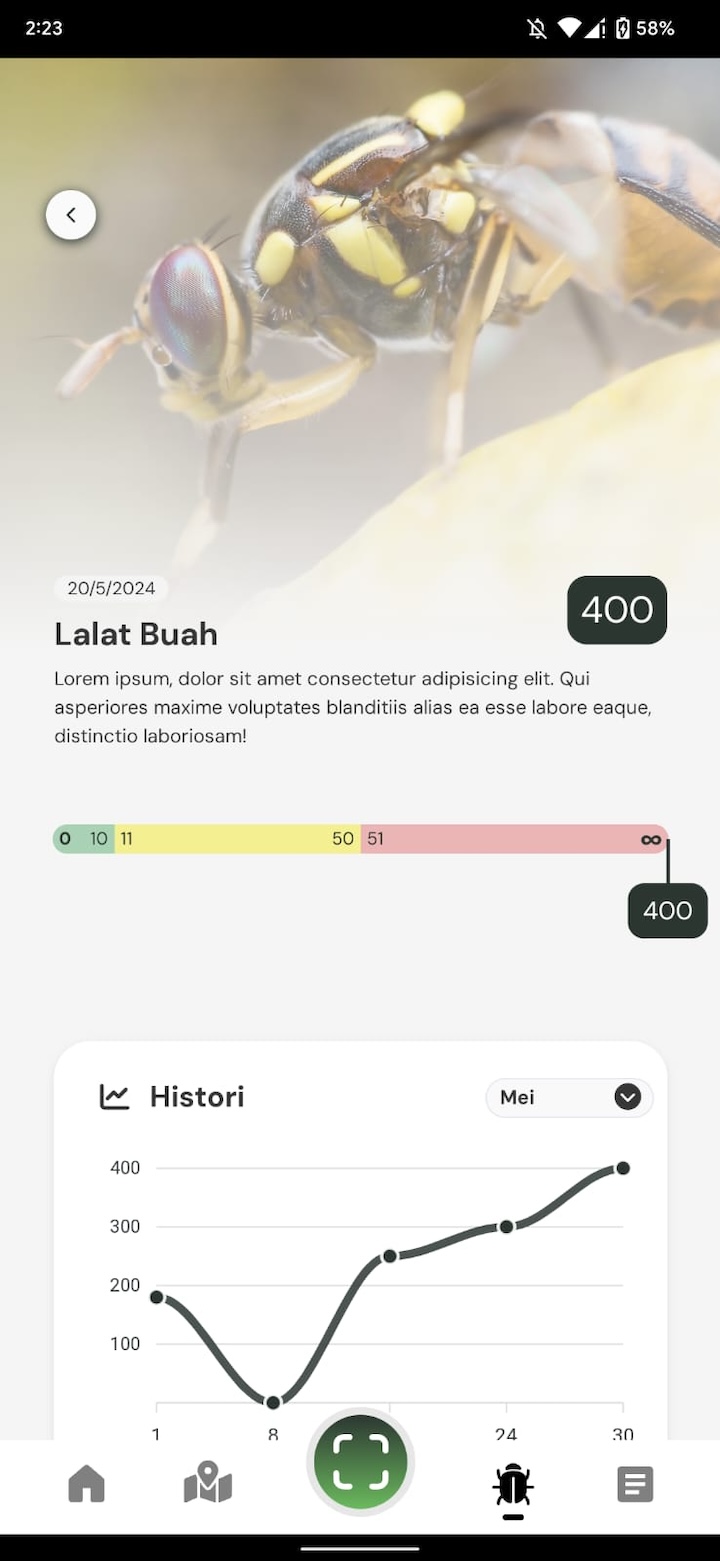 2:23
58%
20/5/2024
Lalat Buah
400
Lorem ipsum, dolor sit amet consectetur adipisicing elit. Qui
asperiores maxime voluptates blanditiis alias ea esse labore eaque,
distinctio laboriosam!
0 10 11 50 51 ∞
400
Histori
Mei
400
300
200
100
1 8 24 30